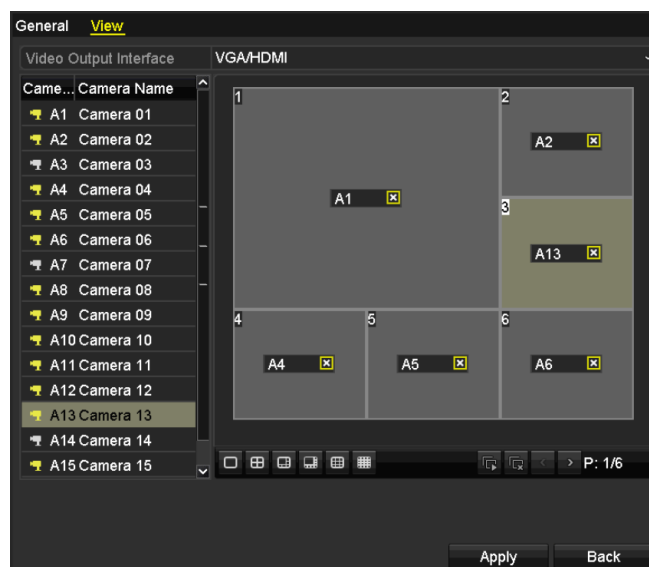 General View
Video Output Interface VGA/HDMI
Came... Camera Name
A1 Camera 01
A2 Camera 02
A3 Camera 03
A4 Camera 04
A5 Camera 05
A6 Camera 06
A7 Camera 07
A8 Camera 08
A9 Camera 09
A10 Camera 10
A11 Camera 11
A12 Camera 12
A13 Camera 13
A14 Camera 14
A15 Camera 15
1
A1
2
A2
3
A13
4
A4
5
A5
6
A6
P: 1/6
Apply Back